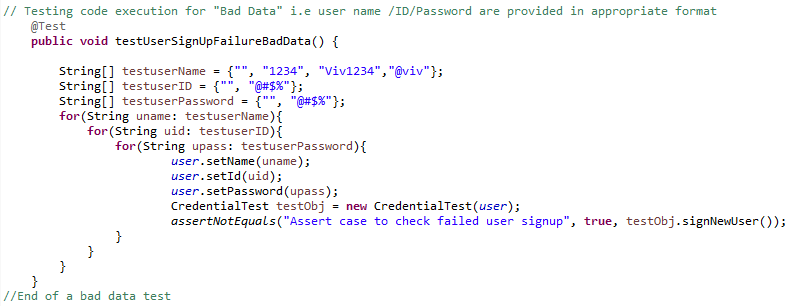 // Testing code execution for "Bad Data" i.e user name /ID/Password are provided in appropriate format
@Test
public void testUserSignUpFailureBadData() {
String[] testuserName = {"", "1234", "Viv1234","@viv"};
String[] testuserID = {"", "@#$%"};
String[] testuserPassword = {"", "@#$%"};
for(String uname: testuserName){
for(String uid: testuserID){
for(String upass: testuserPassword){
user.setName(uname);
user.setId(uid);
user.setPassword(upass);
CredentialTest testObj = new CredentialTest(user);
assertNotEquals("Assert case to check failed user signup", true, testObj.signNewUser());
}
}
}
}
//End of a bad data test